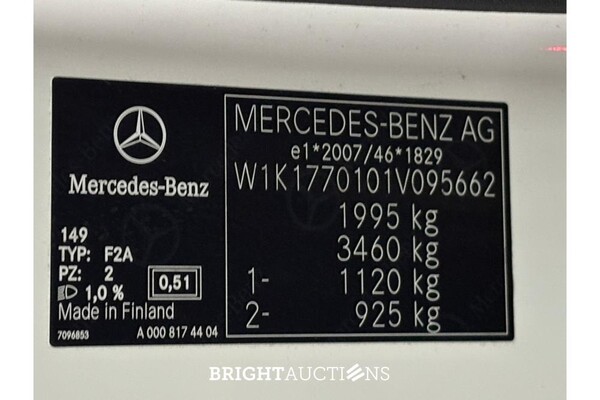 Mercedes-Benz
149
TYP: F2A
PZ: 2
1,0 % 0,51
Made in Finland
7096853 A 000 817 44 04
MERCEDES-BENZ AG
e1*2007/46*1829
W1K1770101V095662
1995 kg
3460 kg
1- 1120 kg
2- 925 kg
BRIGHTAUCTIONS